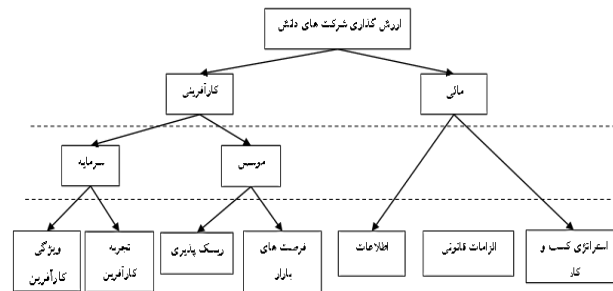 ارزش گذاری شرکت های دانش
کارآفرینی
مالی
سرمایه
موسس
ویژگی
کارآفرین
تجربه
کارآفرین
ریسک پذیری
فرصت های
بازار
اطلاعات
الزامات قانونی
استراتژی کسب و
کار